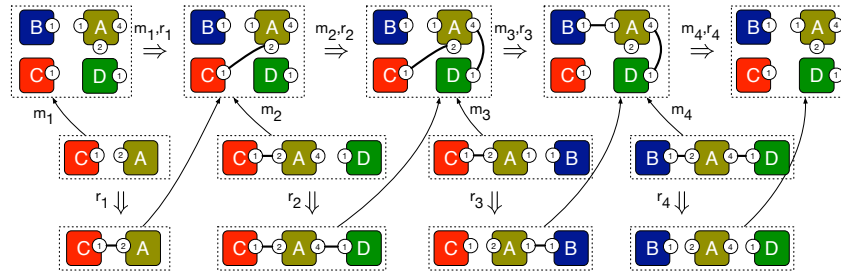 B 1 1 A 4 m1,r1 B 1 1 A 4 m2,r2 B 1 1 A 4 m3,r3 B 1 1 A 4 m4,r4 B 1 1 A 4
2 ⇒ 2 ⇒ 2 ⇒ 2 ⇒ 2
C 1 D 1 C 1 D 1 C 1 D 1 C 1 D 1 C 1 D 1
m1 m2 m3 m4
C 1 2 A C 1 2 A 4 1 D C 1 2 A 1 1 B B 1 1 A 4 1 D
r1 ⇓ r2 ⇓ r3 ⇓ r4 ⇓
C 1 2 A C 1 2 A 4 1 D C 1 2 A 1 1 B B 1 2 A 4 1 D